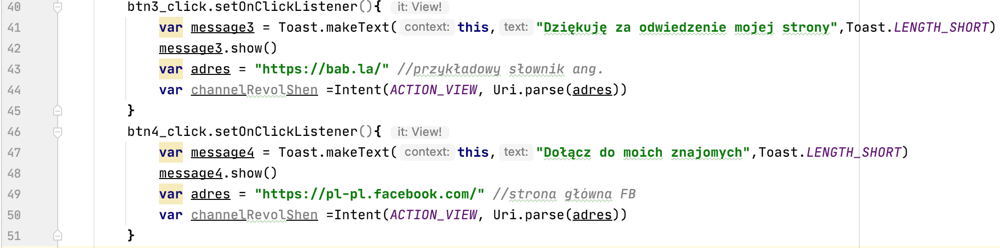 40 btn3_click.setOnClickListener(){ it: View!
41 var message3 = Toast.makeText( context: this, text: "Dziękuję za odwiedzenie mojej strony",Toast.LENGTH_SHORT)
42 message3.show()
43 var adres = "https://bab.la/" //przykładowy słownik ang.
44 var channelRevolShen =Intent(ACTION_VIEW, Uri.parse(adres))
45 }
46 btn4_click.setOnClickListener(){ it: View!
47 var message4 = Toast.makeText( context: this, text: "Dołącz do moich znajomych",Toast.LENGTH_SHORT)
48 message4.show()
49 var adres = "https://pl-pl.facebook.com/" //strona główna FB
50 var channelRevolShen =Intent(ACTION_VIEW, Uri.parse(adres))
51 }